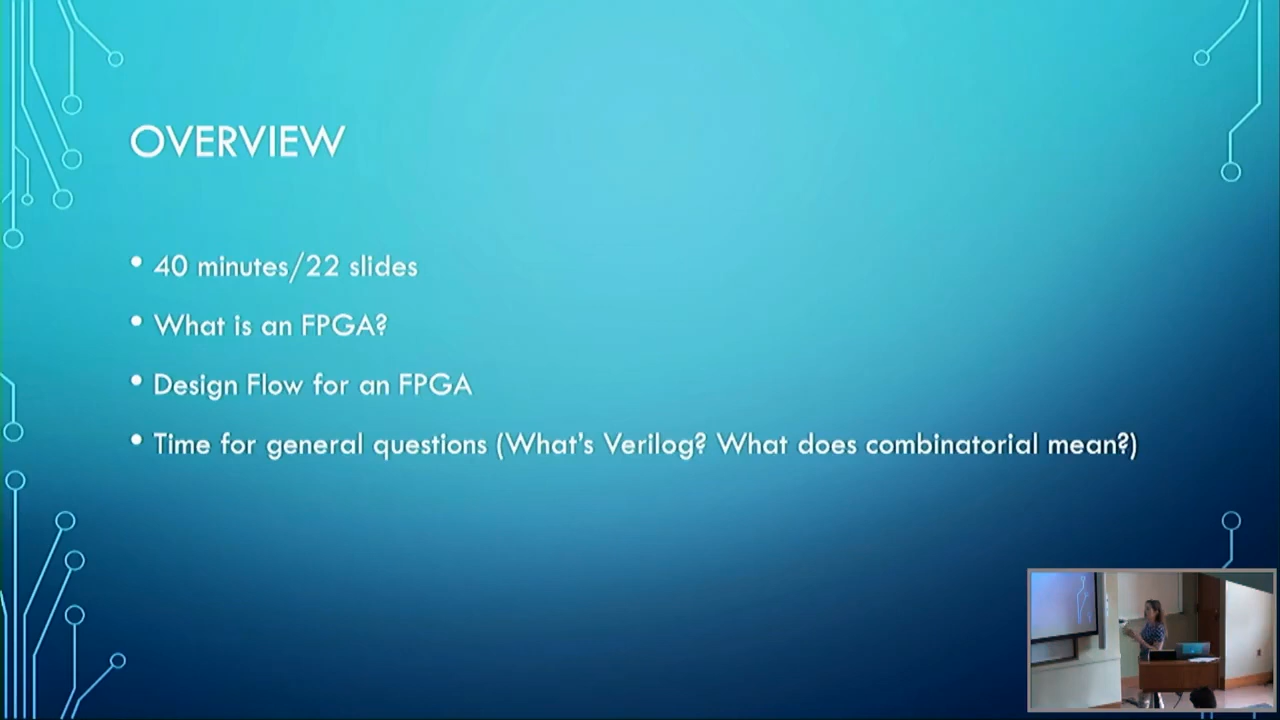 OVERVIEW
• 40 minutes/22 slides
• What is an FPGA?
• Design Flow for an FPGA
• Time for general questions (What's Verilog? What does combinatorial mean?)